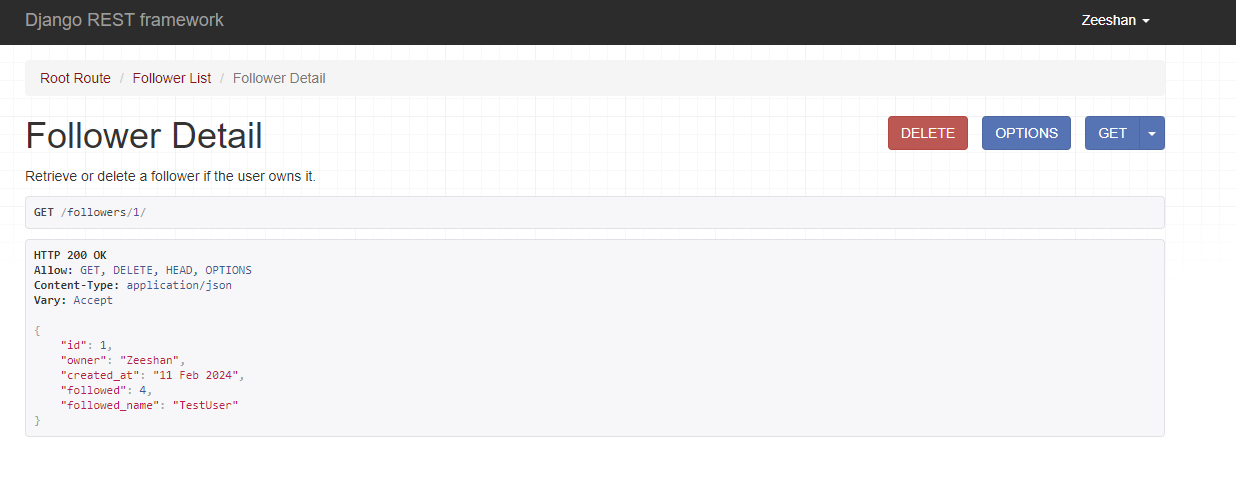 Django REST framework
Zeeshan
Root Route / Follower List / Follower Detail
Follower Detail
DELETE
OPTIONS
GET
Retrieve or delete a follower if the user owns it.
GET /followers/1/
HTTP 200 OK
Allow: GET, DELETE, HEAD, OPTIONS
Content-Type: application/json
Vary: Accept
{
    "id": 1,
    "owner": "Zeeshan",
    "created_at": "11 Feb 2024",
    "followed": 4,
    "followed_name": "TestUser"
}